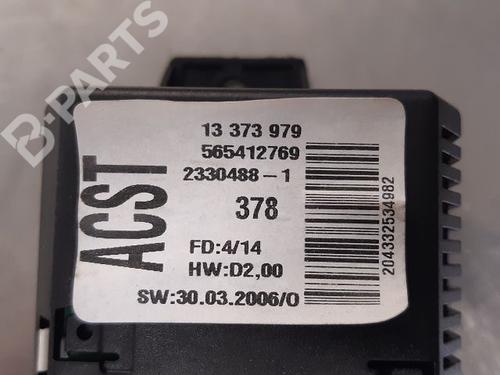 B-PARTS
ACST
13 373 979
565412769
2330488-1
378
FD:4/14
HW:D2,00
SW:30.03.2006/0
204332534982